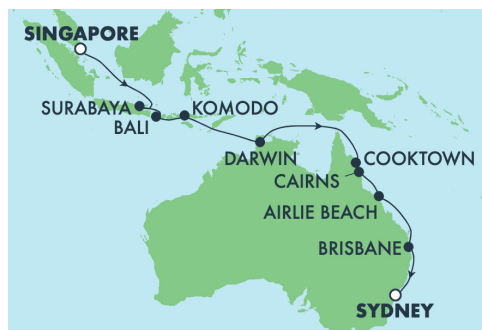 SINGAPORE
SURABAYA
BALI
KOMODO
DARWIN
COOKTOWN
CAIRNS
AIRLIE BEACH
BRISBANE
SYDNEY